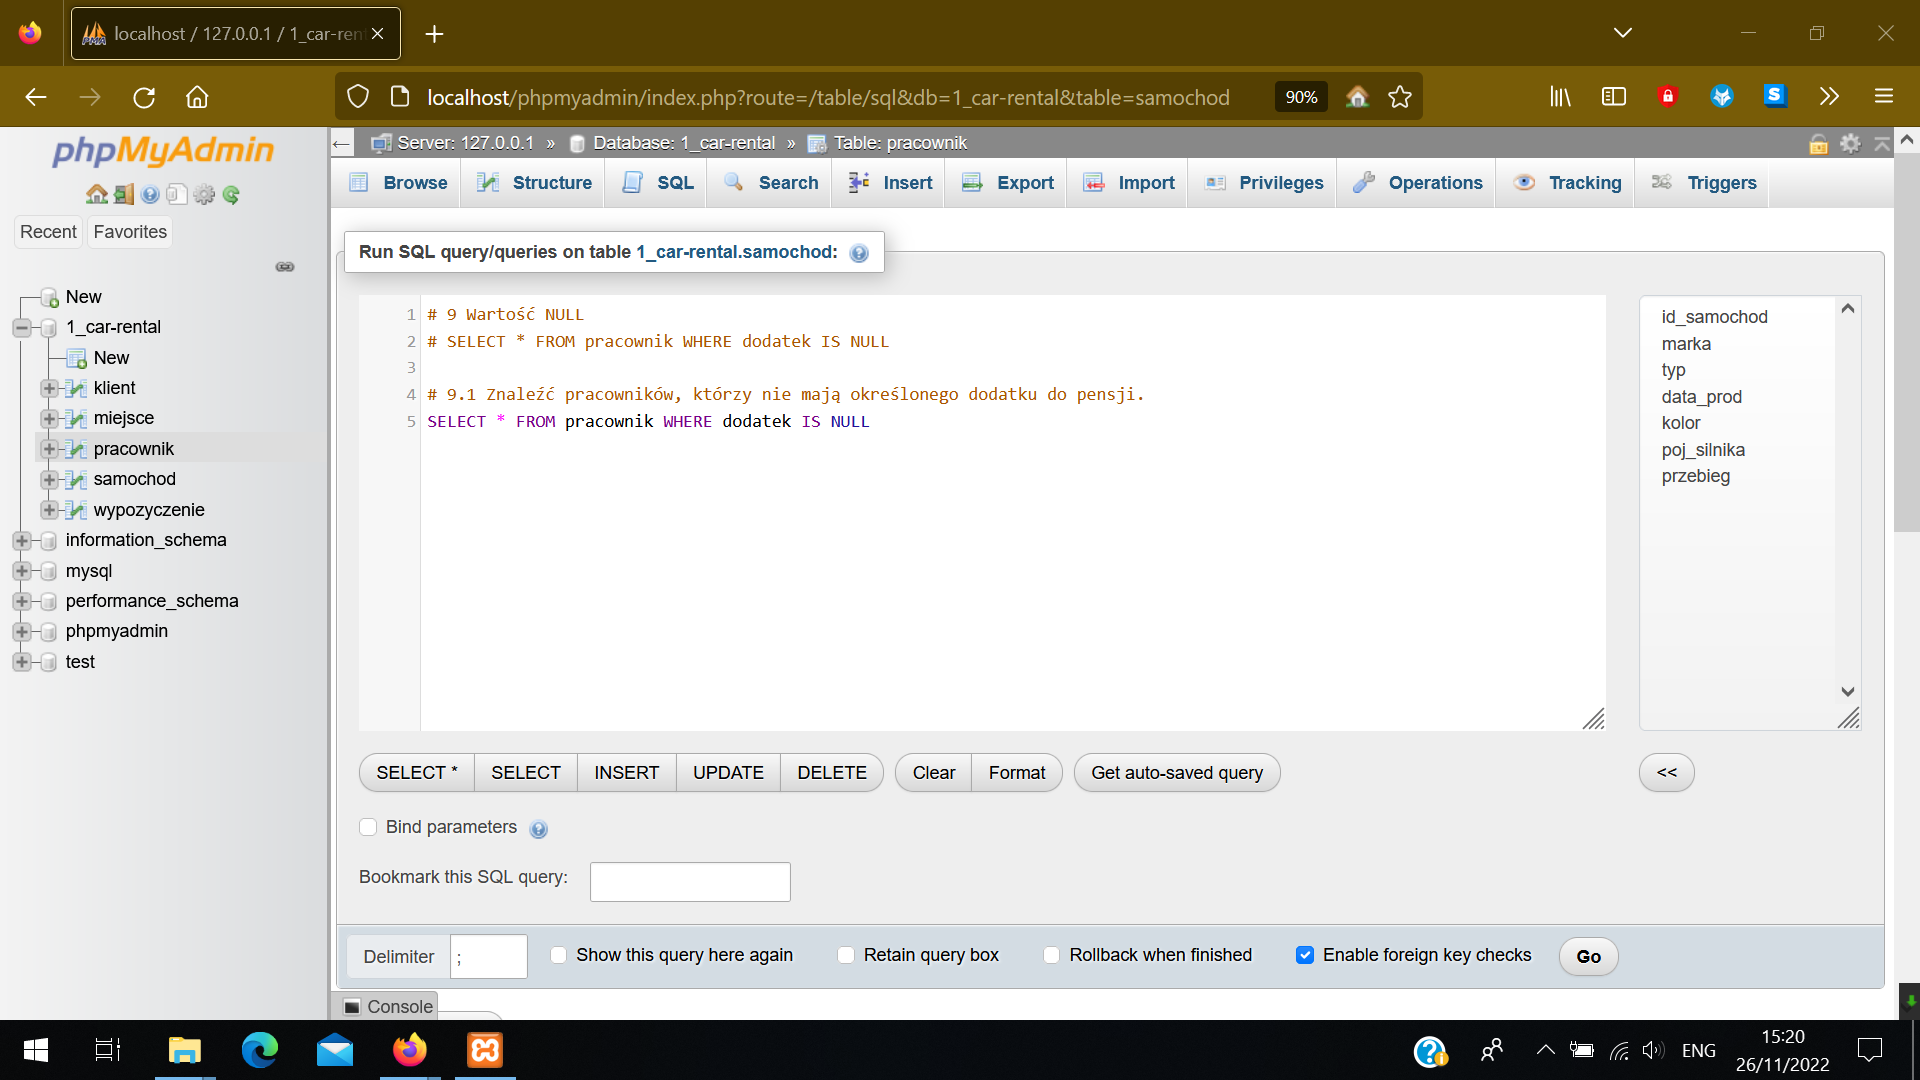 localhost / 127.0.0.1 / 1_car-ren
localhost/phpmyadmin/index.php?route=/table/sql&db=1_car-rental&table=samochod
90%
phpMyAdmin
Recent
Favorites
New
1_car-rental
New
klient
miejsce
pracownik
samochod
wypozyczenie
information_schema
mysql
performance_schema
phpmyadmin
test
Server: 127.0.0.1 » Database: 1_car-rental » Table: pracownik
Browse Structure SQL Search Insert Export Import Privileges Operations Tracking Triggers
Run SQL query/queries on table 1_car-rental.samochod:
1 # 9 Wartość NULL
2 # SELECT * FROM pracownik WHERE dodatek IS NULL
3
4 # 9.1 Znaleźć pracowników, którzy nie mają określonego dodatku do pensji.
5 SELECT * FROM pracownik WHERE dodatek IS NULL
id_samochod
marka
typ
data_prod
kolor
poj_silnika
przebieg
SELECT * SELECT INSERT UPDATE DELETE Clear Format Get auto-saved query <<
Bind parameters
Bookmark this SQL query:
Delimiter ; Show this query here again Retain query box Rollback when finished Enable foreign key checks Go
Console
ENG
15:20
26/11/2022